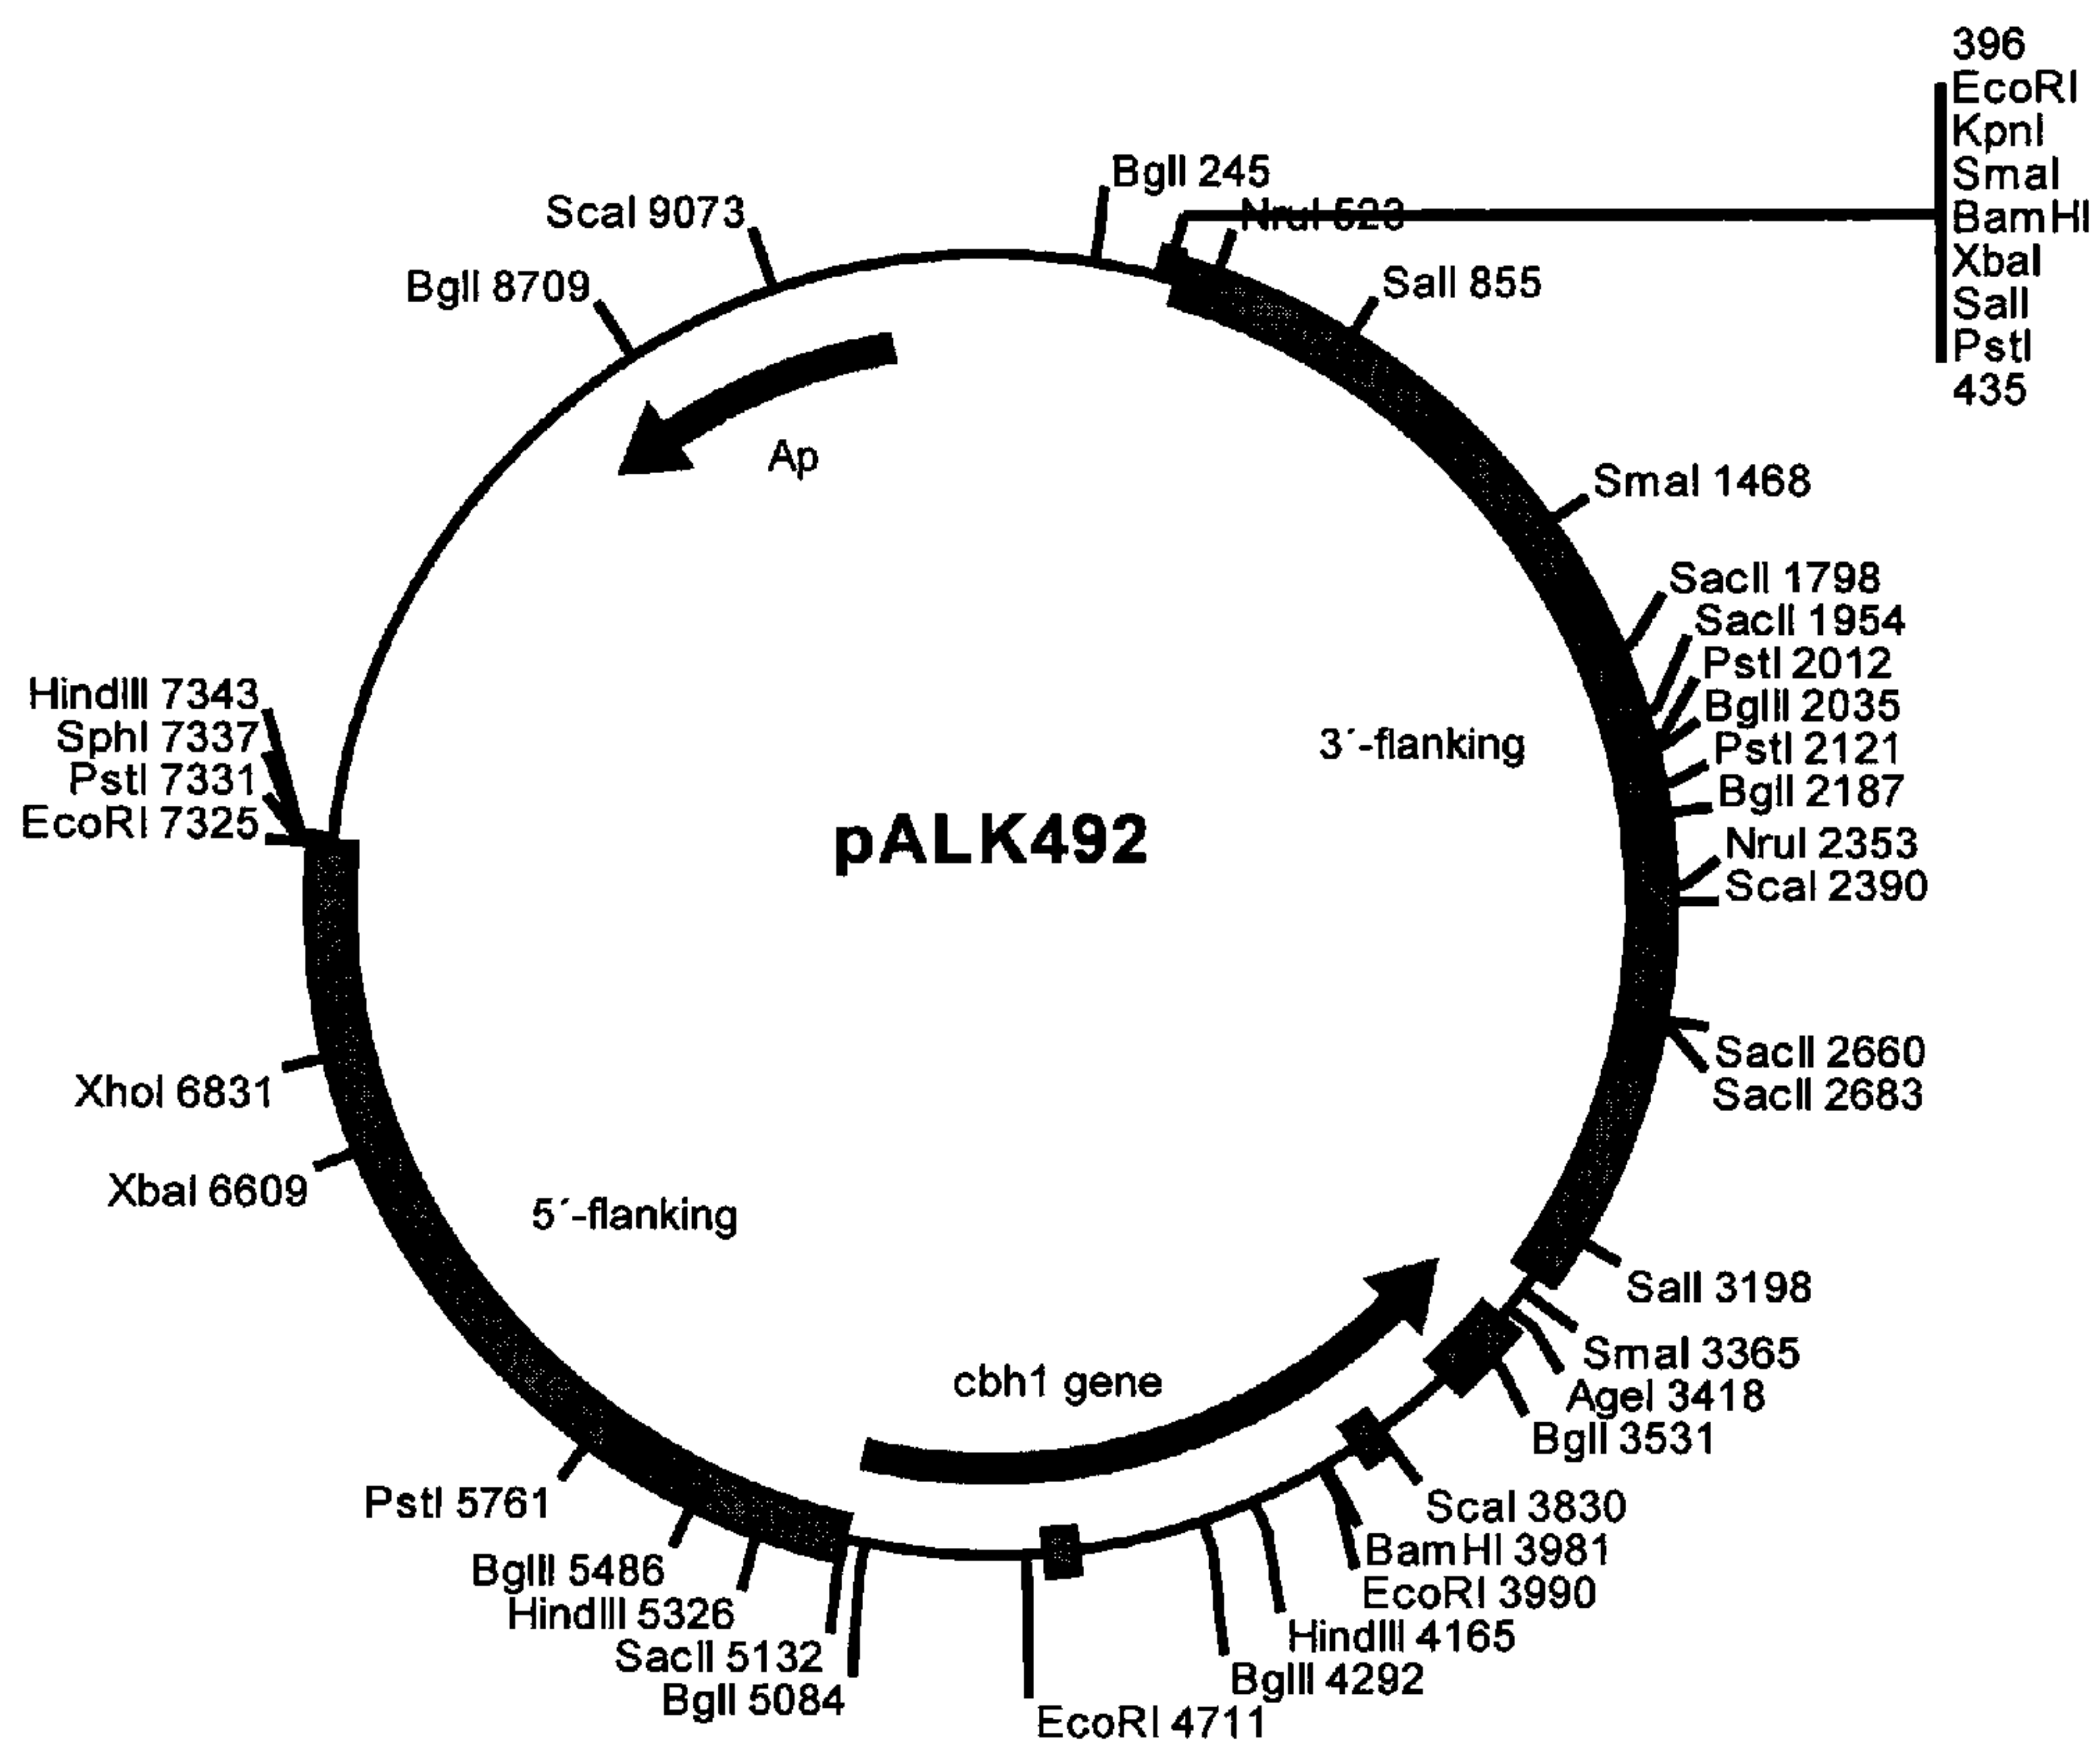 396
EcoRI
KpnI
SmaI
BamHI
XbaI
SalI
PstI
435
BglI 245
NruI 523
ScaI 9073
SalI 855
BglI 8709
Ap
SmaI 1468
SacII 1798
SacII 1954
PstI 2012
BglII 2035
PstI 2121
BglI 2187
NruI 2353
ScaI 2390
HindIII 7343
SphI 7337
PstI 7331
EcoRI 7325
3´-flanking
pALK492
SacII 2660
SacII 2683
XhoI 6831
XbaI 6609
5´-flanking
SalI 3198
SmaI 3365
AgeI 3418
BglI 3531
cbh1 gene
ScaI 3830
BamHI 3981
EcoRI 3990
HindIII 4165
BglII 4292
EcoRI 4711
PstI 5761
BglII 5486
HindIII 5326
SacII 5132
BglI 5084